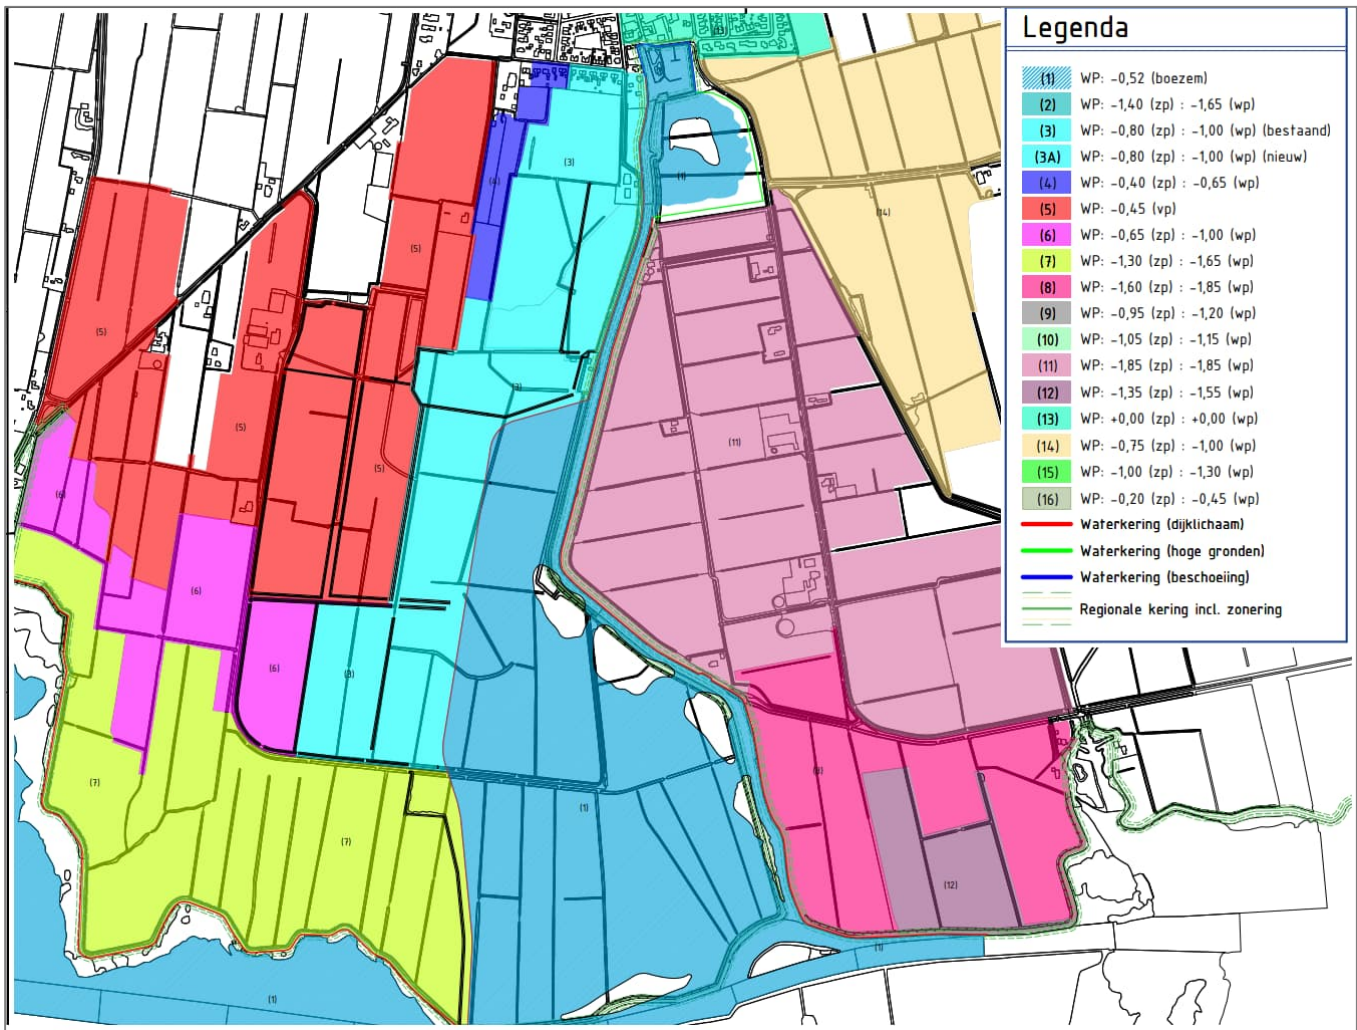 Legenda
(1) WP: -0,52 (boezem)
(2) WP: -1,40 (zp) : -1,65 (wp)
(3) WP: -0,80 (zp) : -1,00 (wp) (bestaand)
(3A) WP: -0,80 (zp) : -1,00 (wp) (nieuw)
(4) WP: -0,40 (zp) : -0,65 (wp)
(5) WP: -0,45 (vp)
(6) WP: -0,65 (zp) : -1,00 (wp)
(7) WP: -1,30 (zp) : -1,65 (wp)
(8) WP: -1,60 (zp) : -1,85 (wp)
(9) WP: -0,95 (zp) : -1,20 (wp)
(10) WP: -1,05 (zp) : -1,15 (wp)
(11) WP: -1,85 (zp) : -1,85 (wp)
(12) WP: -1,35 (zp) : -1,55 (wp)
(13) WP: +0,00 (zp) : +0,00 (wp)
(14) WP: -0,75 (zp) : -1,00 (wp)
(15) WP: -1,00 (zp) : -1,30 (wp)
(16) WP: -0,20 (zp) : -0,45 (wp)
Waterkering (dijklichaam)
Waterkering (hoge gronden)
Waterkering (beschoeiing)
Regionale kering incl. zonering
(13)
(3)
(1)
(4)
(14)
(5)
(5)
(3)
(5)
(11)
(5)
(6)
(6)
(6)
(3)
(8)
(7)
(1)
(7)
(12)
(1)
(1)